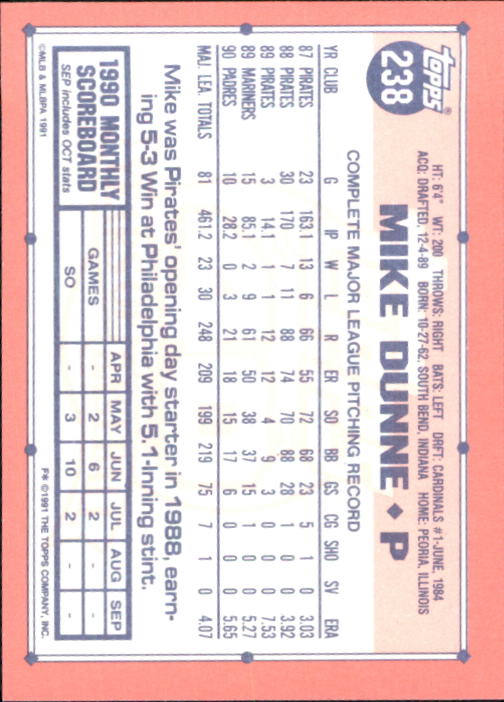 topps®
238
HT: 6'4" WT: 200 THROWS: RIGHT BATS: LEFT DRFT: CARDINALS #1-JUNE, 1984
ACQ: DRAFTED, 12-4-89 BORN: 10-27-62, SOUTH BEND, INDIANA HOME: PEORIA, ILLINOIS
MIKE DUNNE ♦ P
COMPLETE MAJOR LEAGUE PITCHING RECORD
YR CLUB G IP W L R ER SO BB GS CG SHO SV ERA
87 PIRATES 23 163.1 13 6 66 55 72 68 23 5 1 0 3.03
88 PIRATES 30 170 7 11 88 74 70 88 28 1 0 0 3.92
89 PIRATES 3 14.1 1 1 12 12 4 9 3 0 0 0 7.53
89 MARINERS 15 85.1 2 9 61 50 38 37 15 1 0 0 5.27
90 PADRES 10 28.2 0 3 21 18 15 17 6 0 0 0 5.65
MAJ. LEA. TOTALS 81 461.2 23 30 248 209 199 219 75 7 1 0 4.07
Mike was Pirates' opening day starter in 1988, earn-
ing 5-3 Win at Philadelphia with 5.1-Inning stint.
1990 MONTHLY
SCOREBOARD
SEP includes OCT stats
APR MAY JUN JUL AUG SEP
GAMES - 2 6 2 - -
SO - 3 10 2 - -
©MLB & MLBPA 1991
F* ©1991 THE TOPPS COMPANY, INC.